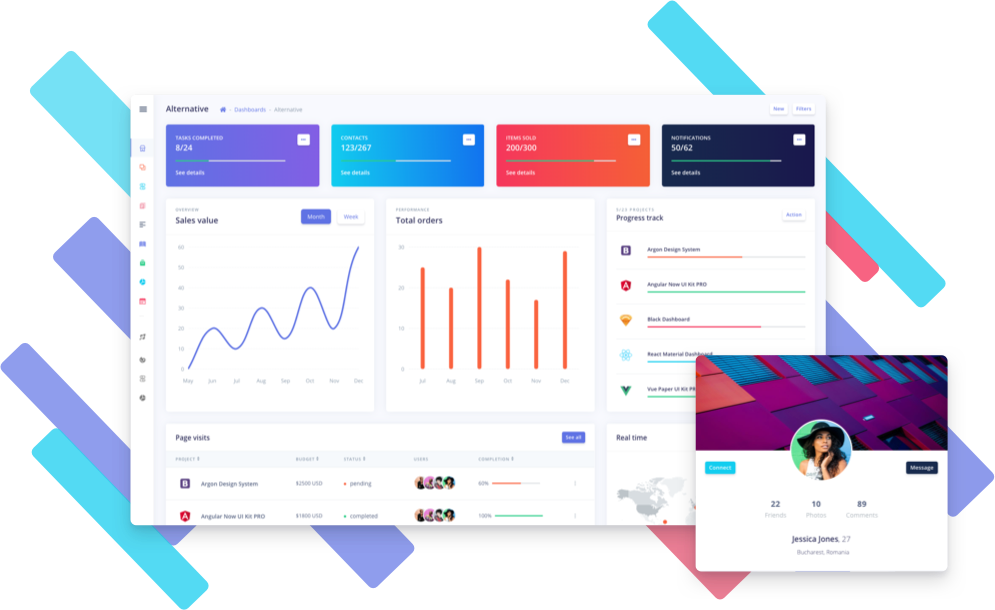 Alternative
- Dashboards - Alternative
New
Filters
TASKS COMPLETED
8/24
See details
CONTACTS
123/267
See details
ITEMS SOLD
200/300
See details
NOTIFICATIONS
50/62
See details
OVERVIEW
Sales value
Month
Week
60
50
40
30
20
10
0
May Jun Jul Aug Sep Oct Nov Dec
PERFORMANCE
Total orders
30
20
10
0
Jul Aug Sep Oct Nov Dec
5/23 PROJECTS
Progress track
Action
Argon Design System
Angular Now UI Kit PRO
Black Dashboard
React Material Dashboard
Vue Paper UI Kit
Page visits
See all
PROJECT BUDGET STATUS USERS COMPLETION
Argon Design System $2500 USD pending 60%
Angular Now UI Kit PRO $1800 USD completed 100%
Real time
Connect
Message
22 10 89
Friends Photos Comments
Jessica Jones, 27
Bucharest, Romania